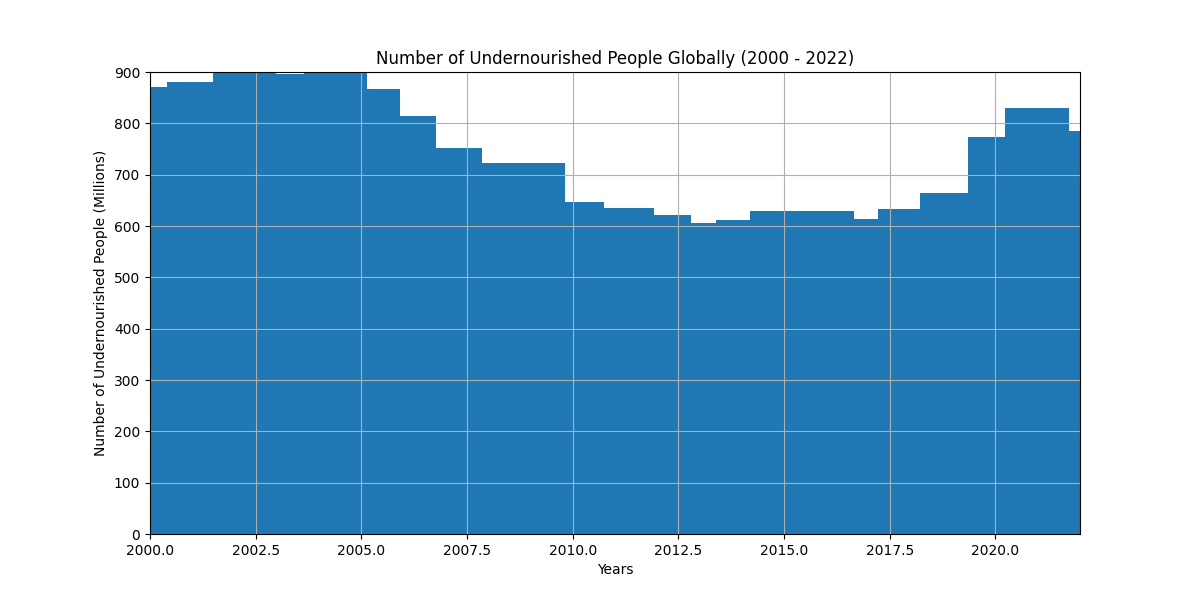 Number of Undernourished People Globally (2000 - 2022)
Number of Undernourished People (Millions)
900
800
700
600
500
400
300
200
100
0
2000.0 2002.5 2005.0 2007.5 2010.0 2012.5 2015.0 2017.5 2020.0
Years